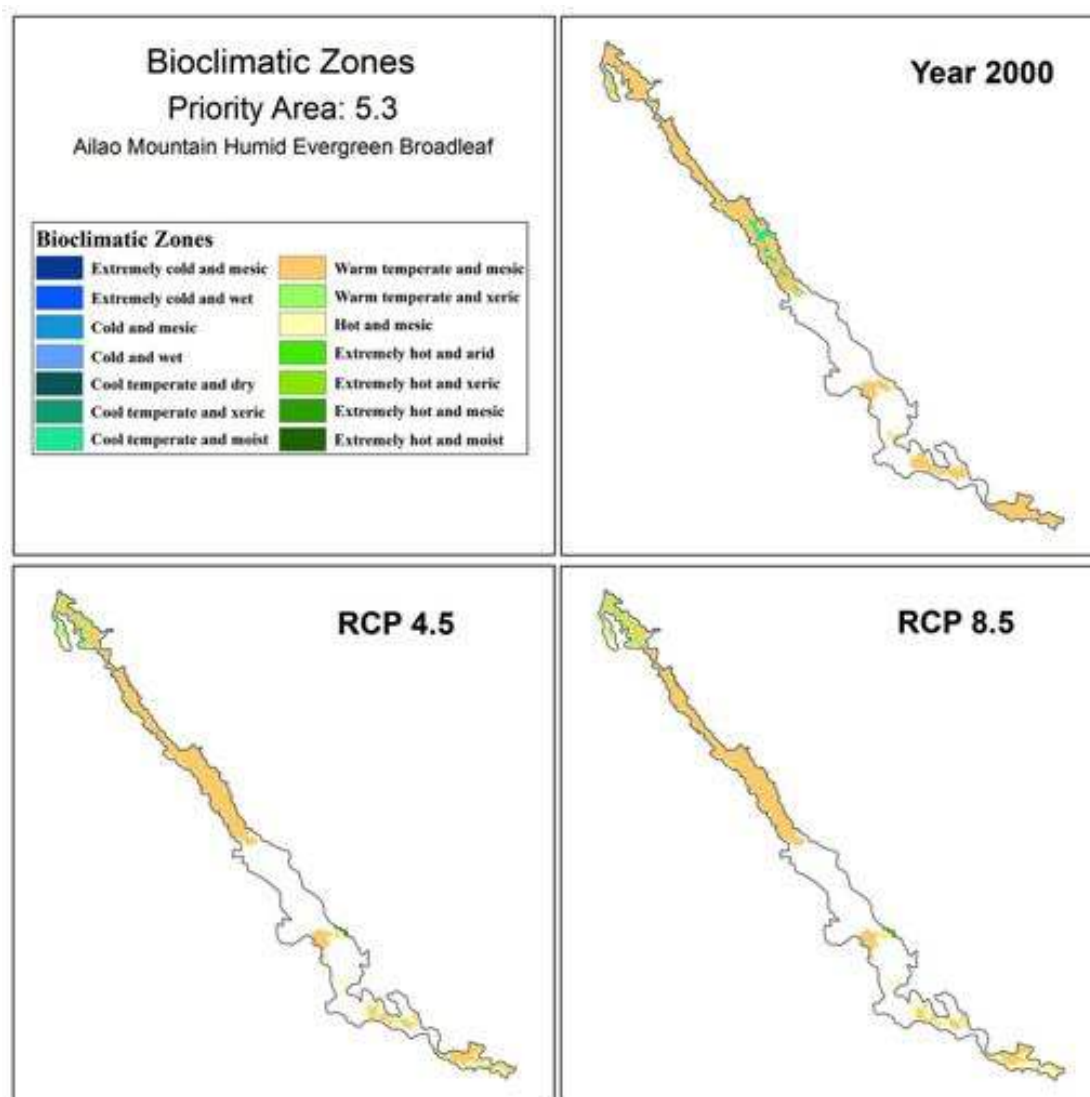 Bioclimatic Zones
Priority Area: 5.3
Ailao Mountain Humid Evergreen Broadleaf
Bioclimatic Zones
Extremely cold and mesic
Extremely cold and wet
Cold and mesic
Cold and wet
Cool temperate and dry
Cool temperate and xeric
Cool temperate and moist
Warm temperate and mesic
Warm temperate and xeric
Hot and mesic
Extremely hot and arid
Extremely hot and xeric
Extremely hot and mesic
Extremely hot and moist
Year 2000
RCP 4.5
RCP 8.5